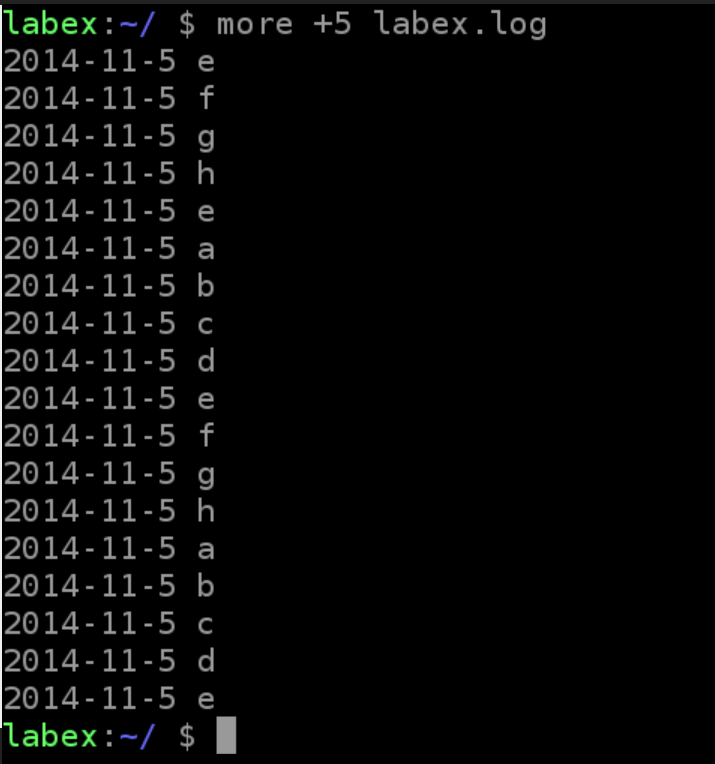 labex:~/ $ more +5 labex.log
2014-11-5 e
2014-11-5 f
2014-11-5 g
2014-11-5 h
2014-11-5 e
2014-11-5 a
2014-11-5 b
2014-11-5 c
2014-11-5 d
2014-11-5 e
2014-11-5 f
2014-11-5 g
2014-11-5 h
2014-11-5 a
2014-11-5 b
2014-11-5 c
2014-11-5 d
2014-11-5 e
labex:~/ $